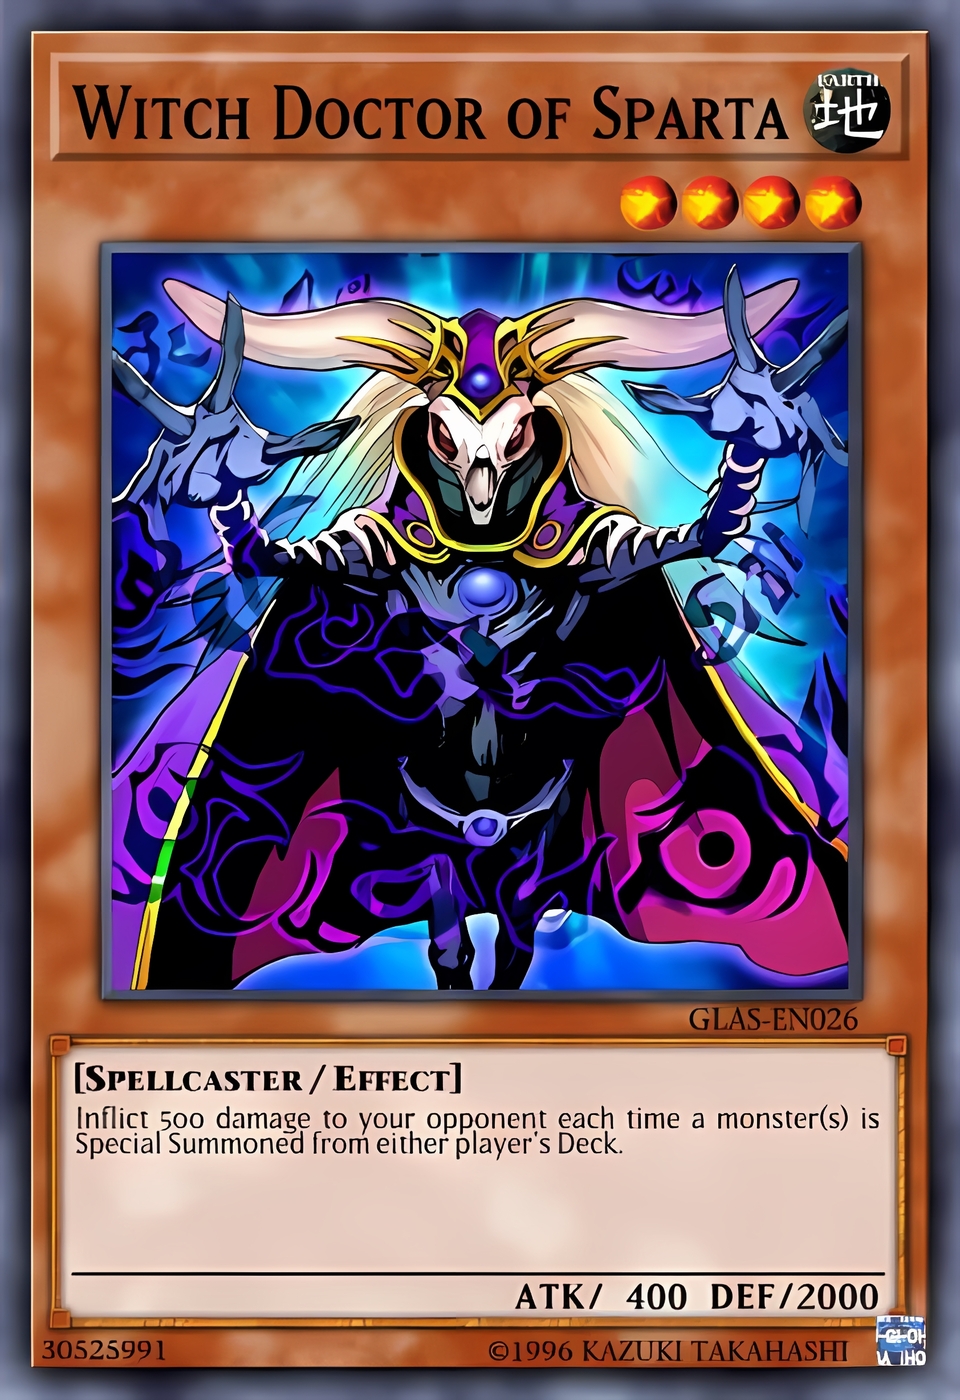 Witch Doctor of Sparta
EARTH
地
GLAS-EN026
[Spellcaster / Effect]
Inflict 500 damage to your opponent each time a monster(s) is
Special Summoned from either player's Deck.
ATK/ 400 DEF/2000
30525991
©1996 KAZUKI TAKAHASHI